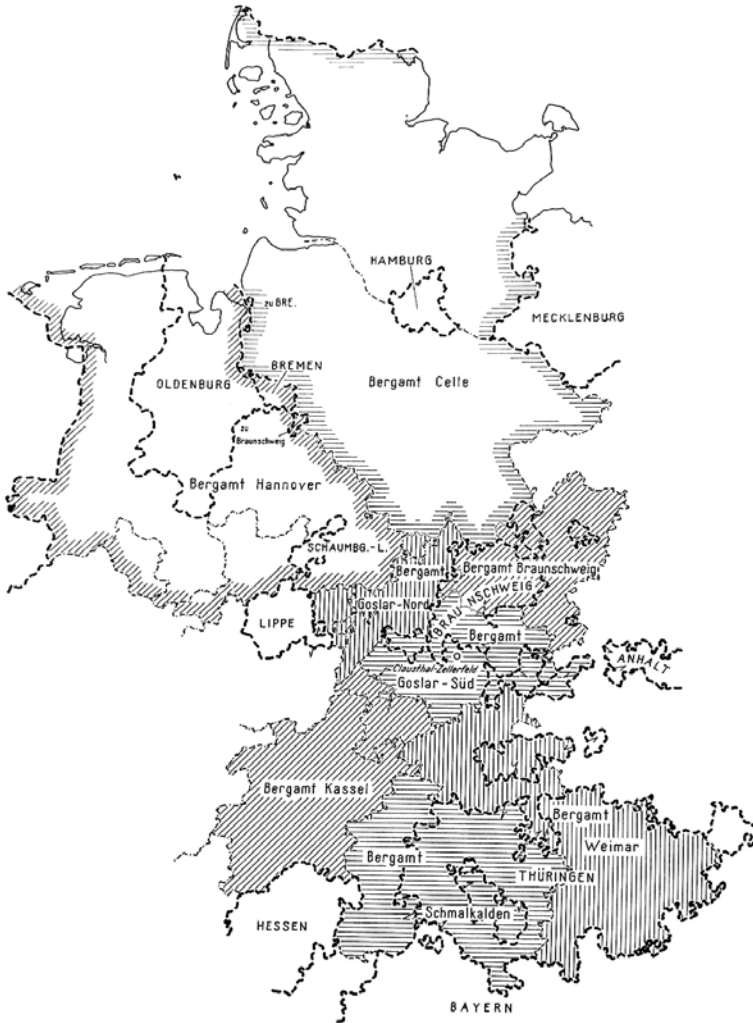 HAMBURG
zu BRE.
MECKLENBURG
BREMEN
OLDENBURG
Bergamt Celle
zu
Braunschweig
Bergamt Hannover
SCHAUMBG.-L.
Bergamt
Goslar-Nord
Bergamt Braunschweig
BRAUNSCHWEIG
LIPPE
Bergamt
Clausthal-Zellerfeld
Goslar-Süd
ANHALT
Bergamt Kassel
Bergamt
Weimar
Bergamt
Schmalkalden
THÜRINGEN
HESSEN
BAYERN